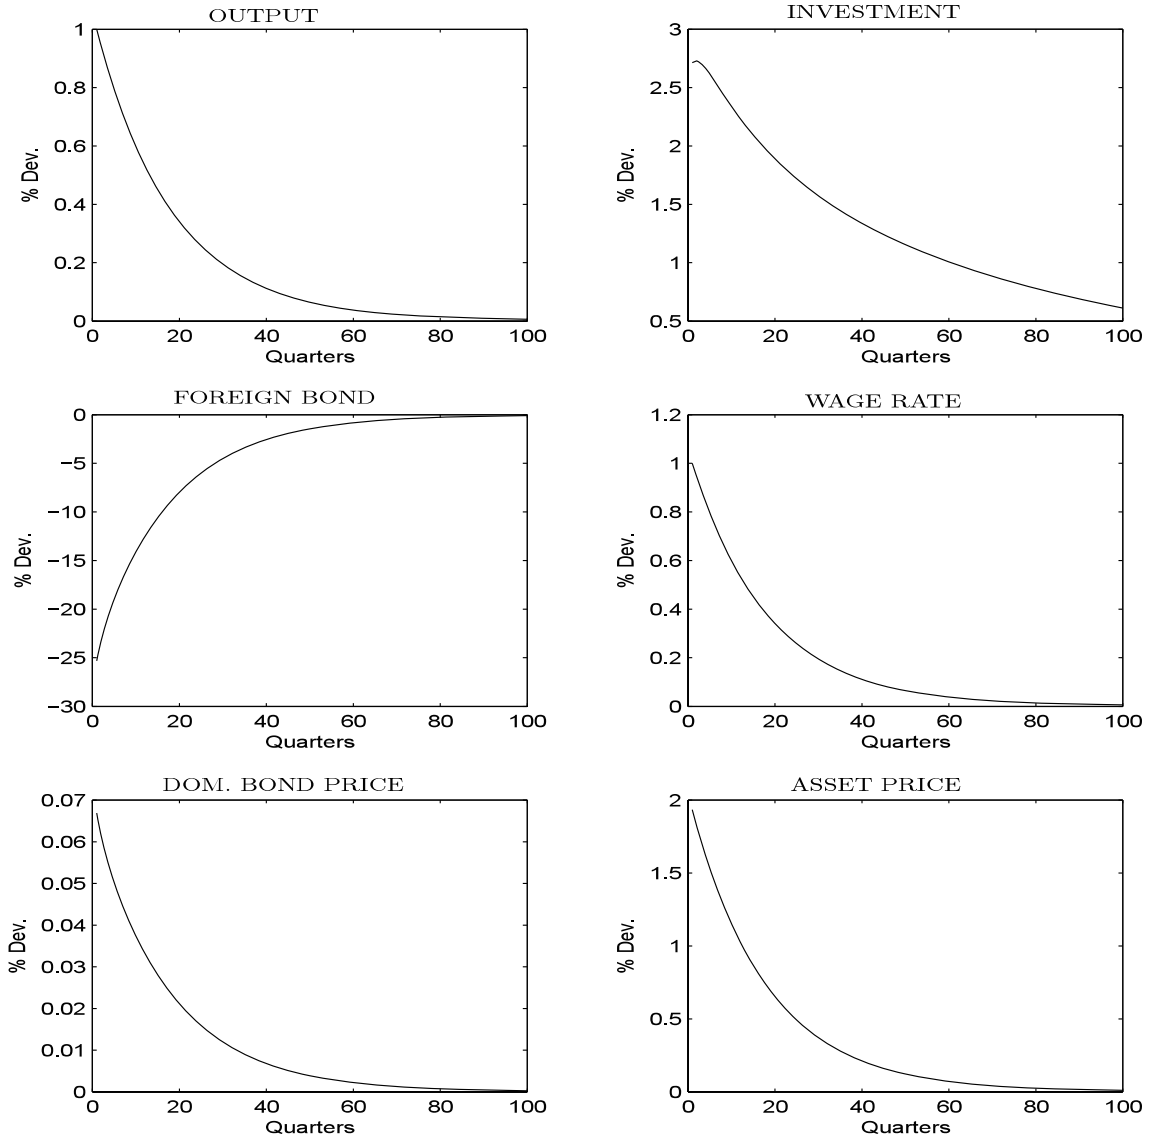 OUTPUT
1
0.8
0.6
0.4
0.2
0
% Dev.
0 20 40 60 80 100
Quarters
INVESTMENT
3
2.5
2
1.5
1
0.5
% Dev.
0 20 40 60 80 100
Quarters
FOREIGN BOND
0
−5
−10
−15
−20
−25
−30
% Dev.
0 20 40 60 80 100
Quarters
WAGE RATE
1.2
1
0.8
0.6
0.4
0.2
0
% Dev.
0 20 40 60 80 100
Quarters
DOM. BOND PRICE
0.07
0.06
0.05
0.04
0.03
0.02
0.01
0
% Dev.
0 20 40 60 80 100
Quarters
ASSET PRICE
2
1.5
1
0.5
0
% Dev.
0 20 40 60 80 100
Quarters